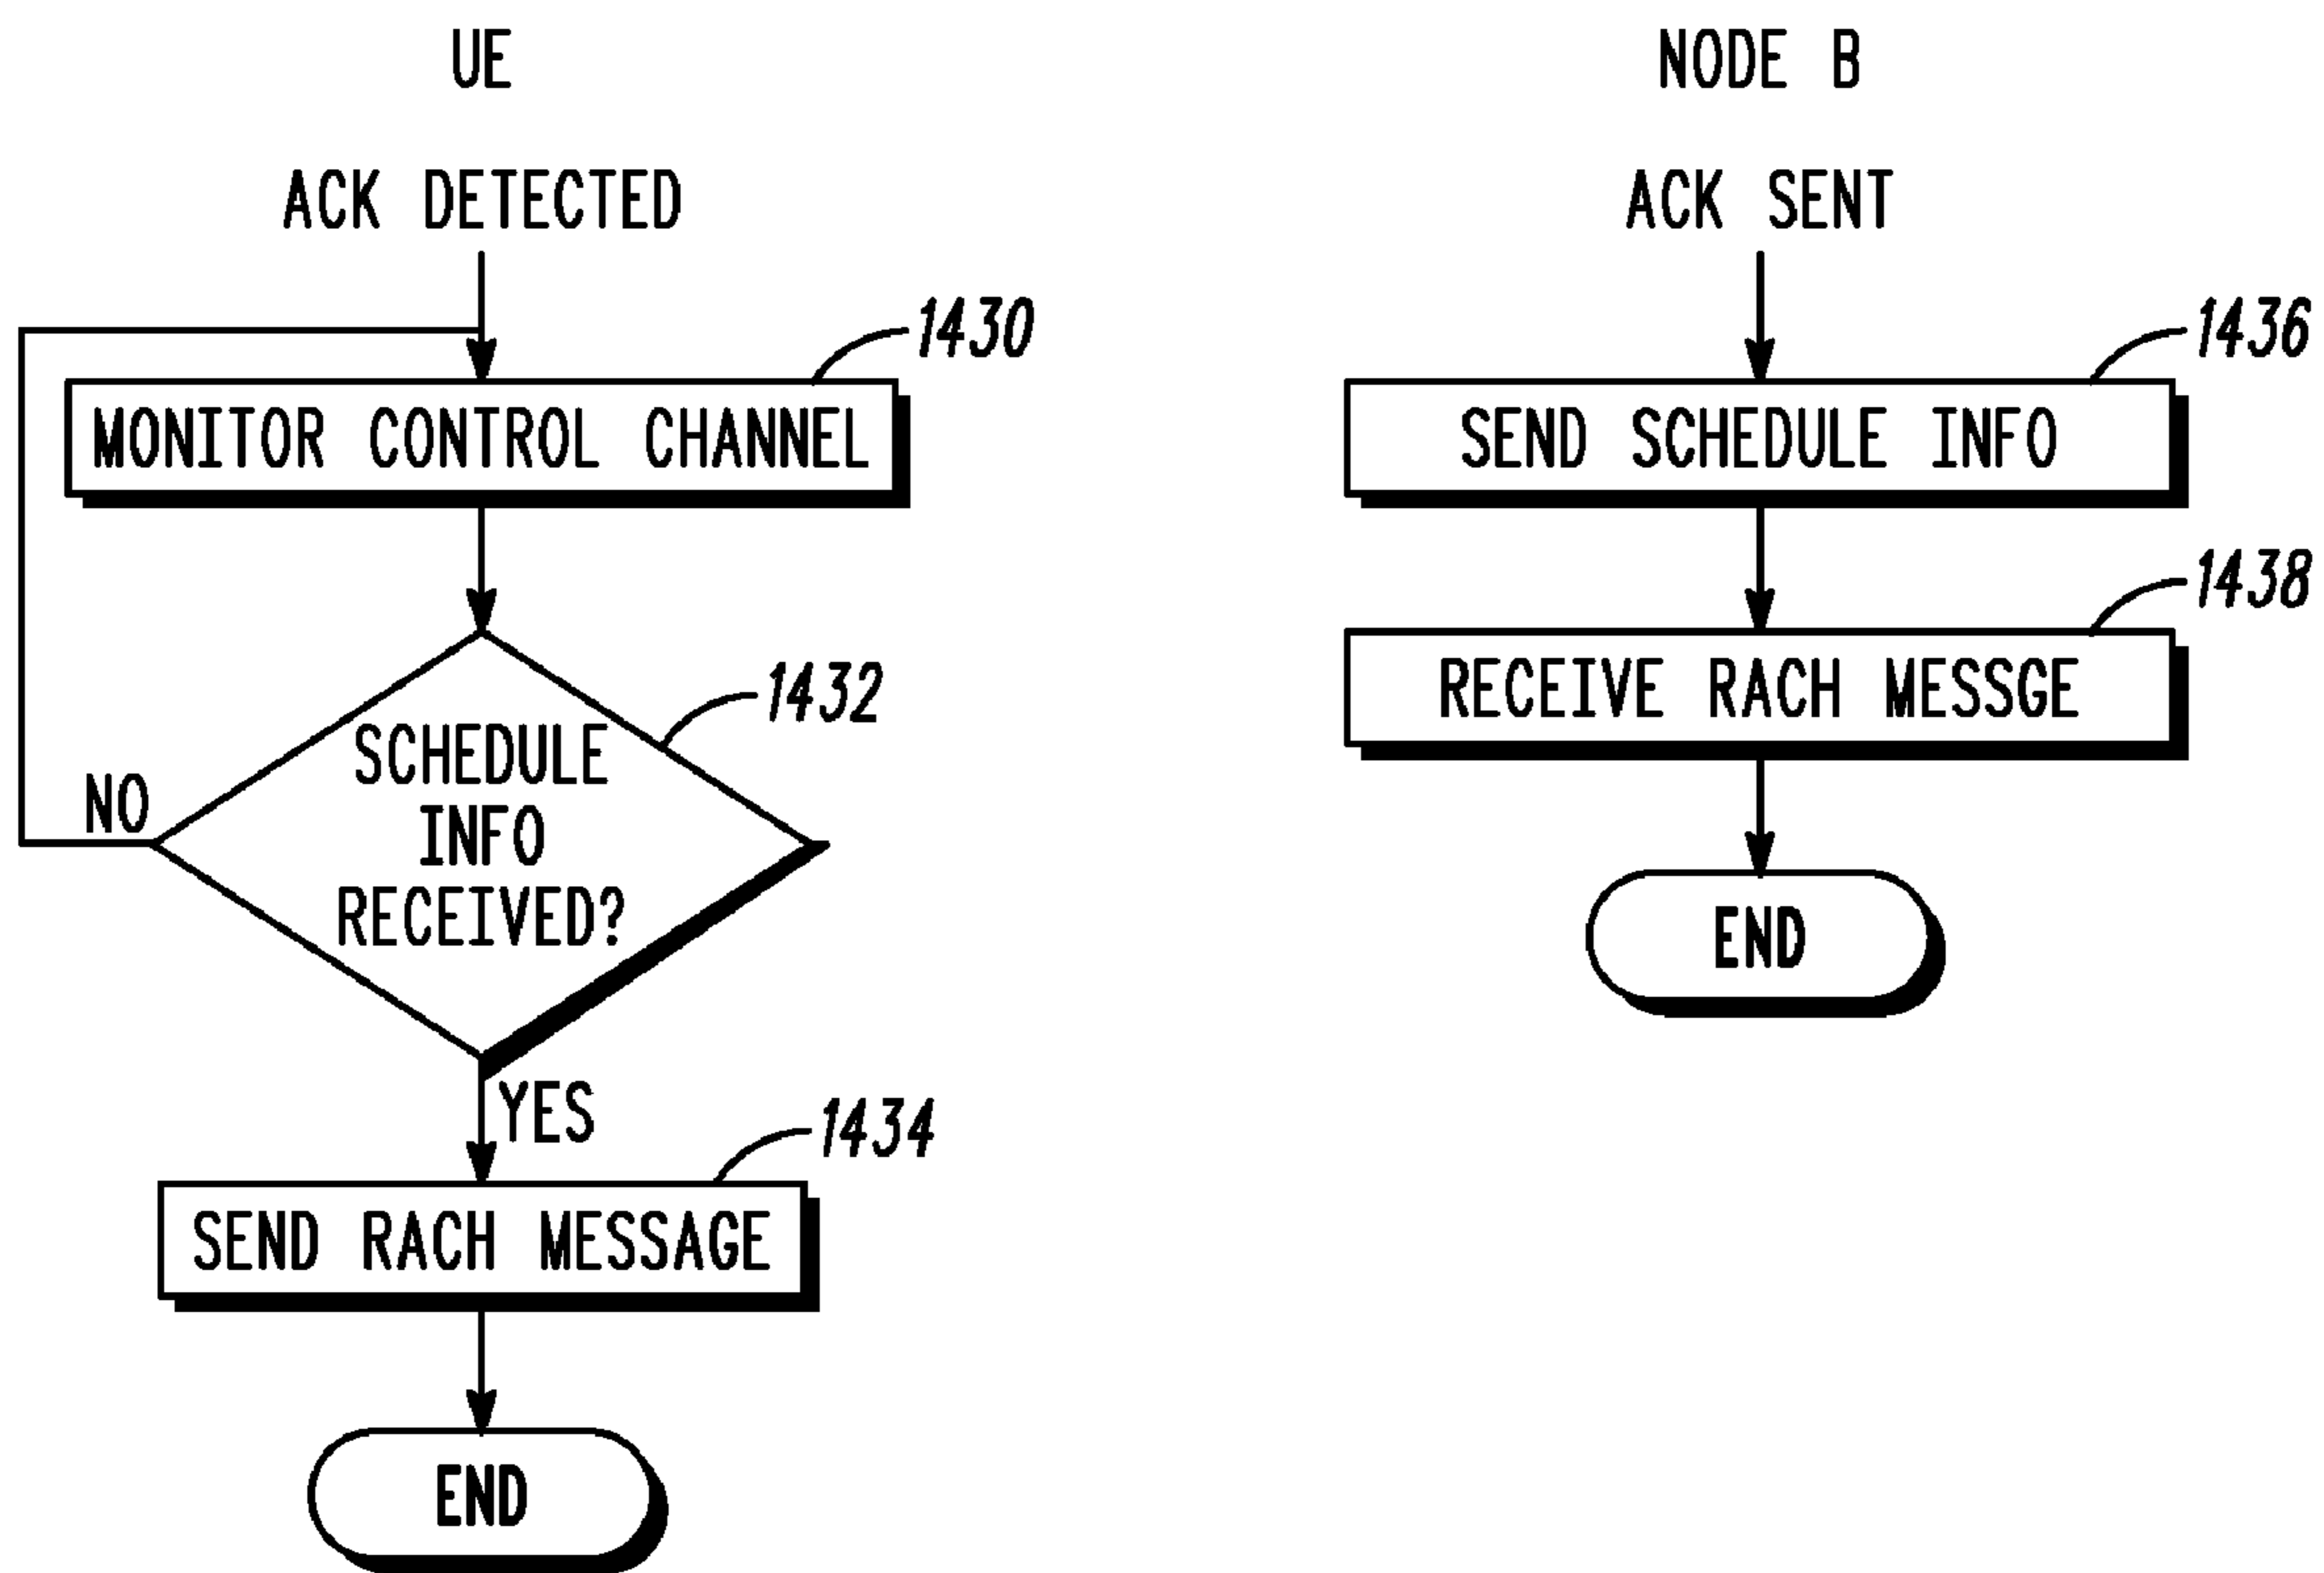 UE
ACK DETECTED
1430
MONITOR CONTROL CHANNEL
1432
SCHEDULE
INFO
RECEIVED?
NO
YES
1434
SEND RACH MESSAGE
END
NODE B
ACK SENT
1436
SEND SCHEDULE INFO
1438
RECEIVE RACH MESSGE
END